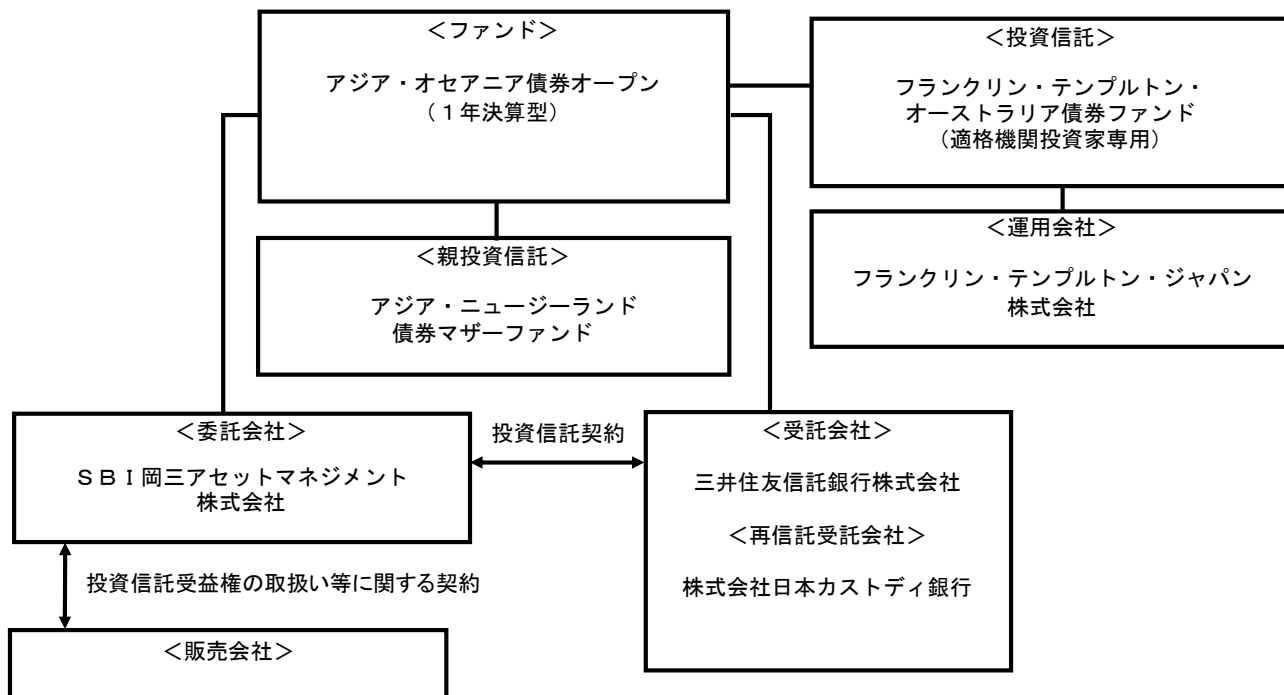 ＜ファンド＞
アジア・オセアニア債券オープン
（１年決算型）
＜投資信託＞
フランクリン・テンプルトン・
オーストラリア債券ファンド
（適格機関投資家専用）
＜運用会社＞
フランクリン・テンプルトン・ジャパン
株式会社
＜親投資信託＞
アジア・ニュージーランド
債券マザーファンド
＜委託会社＞
ＳＢＩ岡三アセットマネジメント
株式会社
投資信託契約
＜受託会社＞
三井住友信託銀行株式会社
＜再信託受託会社＞
株式会社日本カストディ銀行
投資信託受益権の取扱い等に関する契約
＜販売会社＞